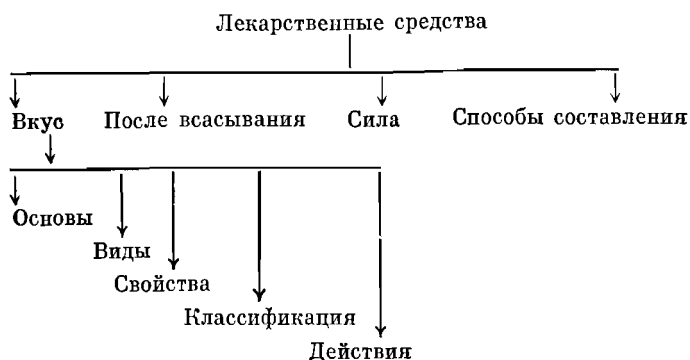 Лекарственные средства
Вкус После всасывания Сила Способы составления
Основы
Виды
Свойства
Классификация
Действия